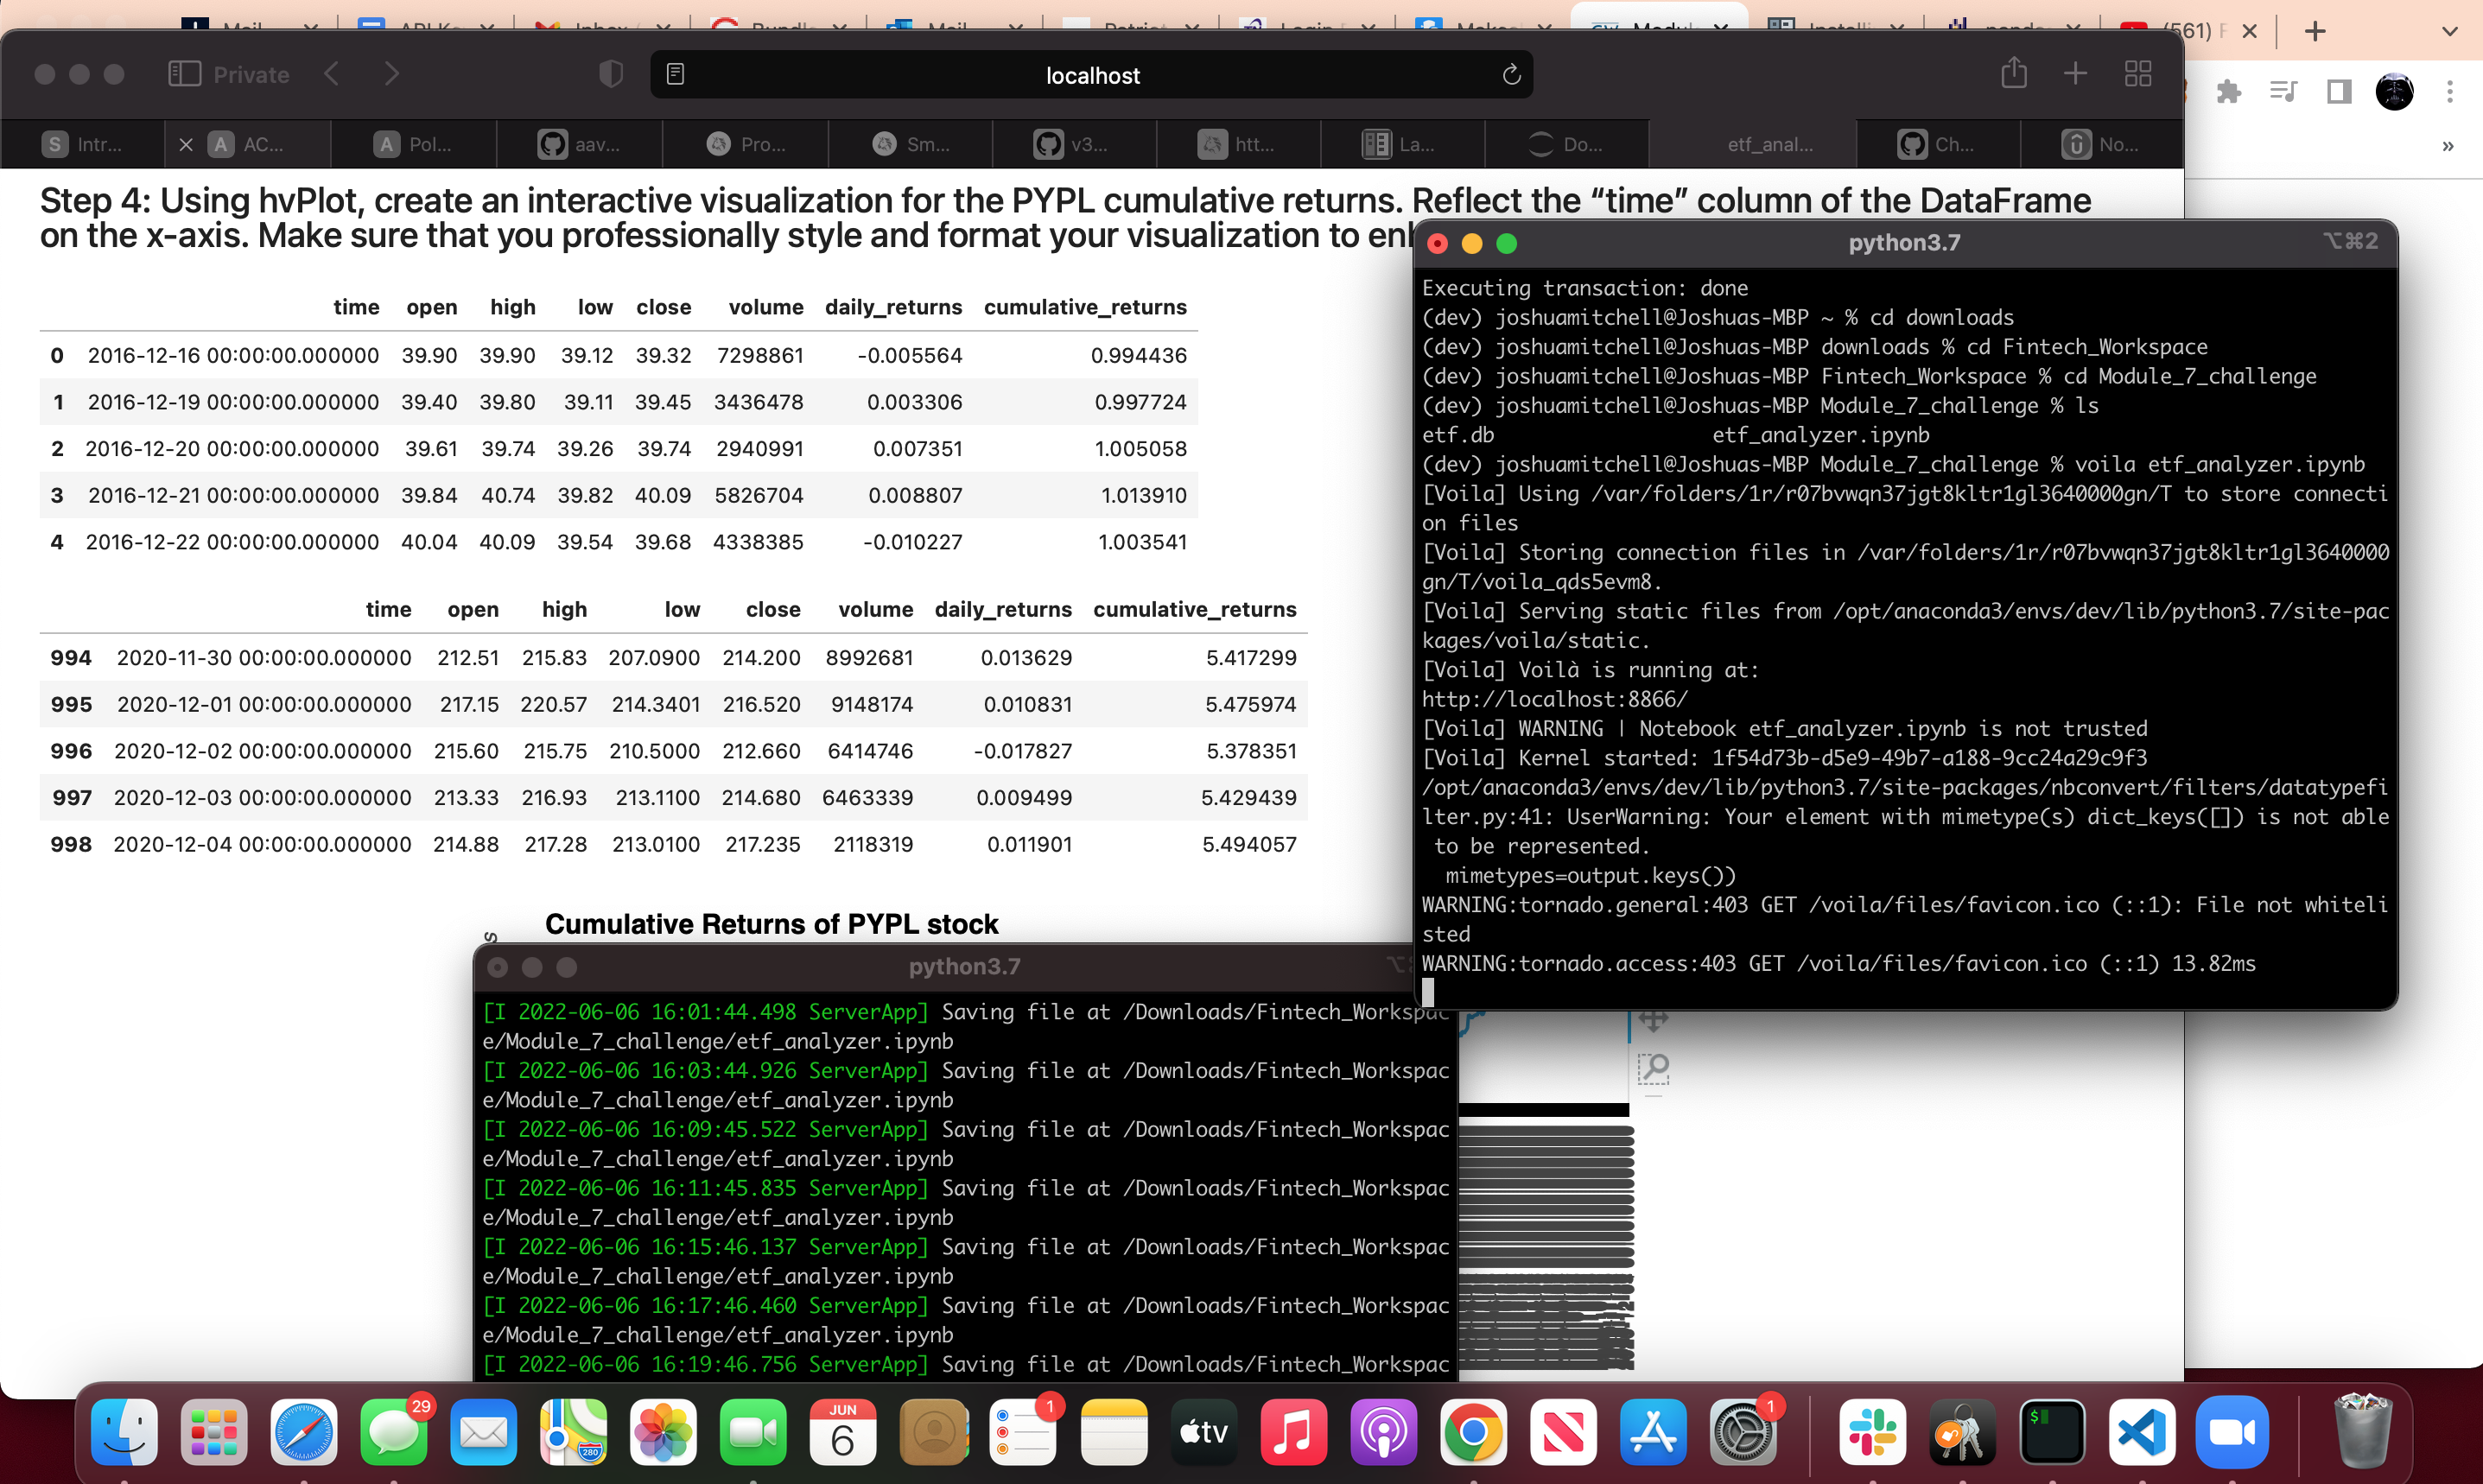 Mail
Inbox
Mail
Login
(561) F
Private
localhost
Intr...
AC...
Pol...
aav...
Pro...
Sm...
v3...
htt...
La...
Do...
etf_anal...
Ch...
No...
Step 4: Using hvPlot, create an interactive visualization for the PYPL cumulative returns. Reflect the “time” column of the DataFrame
on the x-axis. Make sure that you professionally style and format your visualization to enh
time open high low close volume daily_returns cumulative_returns
0 2016-12-16 00:00:00.000000 39.90 39.90 39.12 39.32 7298861 -0.005564 0.994436
1 2016-12-19 00:00:00.000000 39.40 39.80 39.11 39.45 3436478 0.003306 0.997724
2 2016-12-20 00:00:00.000000 39.61 39.74 39.26 39.74 2940991 0.007351 1.005058
3 2016-12-21 00:00:00.000000 39.84 40.74 39.82 40.09 5826704 0.008807 1.013910
4 2016-12-22 00:00:00.000000 40.04 40.09 39.54 39.68 4338385 -0.010227 1.003541
time open high low close volume daily_returns cumulative_returns
994 2020-11-30 00:00:00.000000 212.51 215.83 207.0900 214.200 8992681 0.013629 5.417299
995 2020-12-01 00:00:00.000000 217.15 220.57 214.3401 216.520 9148174 0.010831 5.475974
996 2020-12-02 00:00:00.000000 215.60 215.75 210.5000 212.660 6414746 -0.017827 5.378351
997 2020-12-03 00:00:00.000000 213.33 216.93 213.1100 214.680 6463339 0.009499 5.429439
998 2020-12-04 00:00:00.000000 214.88 217.28 213.0100 217.235 2118319 0.011901 5.494057
Cumulative Returns of PYPL stock
python3.7
⌥⌘2
Executing transaction: done
(dev) joshuamitchell@Joshuas-MBP ~ % cd downloads
(dev) joshuamitchell@Joshuas-MBP downloads % cd Fintech_Workspace
(dev) joshuamitchell@Joshuas-MBP Fintech_Workspace % cd Module_7_challenge
(dev) joshuamitchell@Joshuas-MBP Module_7_challenge % ls
etf.db etf_analyzer.ipynb
(dev) joshuamitchell@Joshuas-MBP Module_7_challenge % voila etf_analyzer.ipynb
[Voila] Using /var/folders/1r/r07bvwqn37jgt8kltr1gl3640000gn/T to store connecti
on files
[Voila] Storing connection files in /var/folders/1r/r07bvwqn37jgt8kltr1gl3640000
gn/T/voila_qds5evm8.
[Voila] Serving static files from /opt/anaconda3/envs/dev/lib/python3.7/site-pac
kages/voila/static.
[Voila] Voilà is running at:
http://localhost:8866/
[Voila] WARNING | Notebook etf_analyzer.ipynb is not trusted
[Voila] Kernel started: 1f54d73b-d5e9-49b7-a188-9cc24a29c9f3
/opt/anaconda3/envs/dev/lib/python3.7/site-packages/nbconvert/filters/datatypefi
lter.py:41: UserWarning: Your element with mimetype(s) dict_keys([]) is not able
to be represented.
mimetypes=output.keys())
WARNING:tornado.general:403 GET /voila/files/favicon.ico (::1): File not whiteli
sted
WARNING:tornado.access:403 GET /voila/files/favicon.ico (::1) 13.82ms
python3.7
[I 2022-06-06 16:01:44.498 ServerApp] Saving file at /Downloads/Fintech_Workspac
e/Module_7_challenge/etf_analyzer.ipynb
[I 2022-06-06 16:03:44.926 ServerApp] Saving file at /Downloads/Fintech_Workspac
e/Module_7_challenge/etf_analyzer.ipynb
[I 2022-06-06 16:09:45.522 ServerApp] Saving file at /Downloads/Fintech_Workspac
e/Module_7_challenge/etf_analyzer.ipynb
[I 2022-06-06 16:11:45.835 ServerApp] Saving file at /Downloads/Fintech_Workspac
e/Module_7_challenge/etf_analyzer.ipynb
[I 2022-06-06 16:15:46.137 ServerApp] Saving file at /Downloads/Fintech_Workspac
e/Module_7_challenge/etf_analyzer.ipynb
[I 2022-06-06 16:17:46.460 ServerApp] Saving file at /Downloads/Fintech_Workspac
e/Module_7_challenge/etf_analyzer.ipynb
[I 2022-06-06 16:19:46.756 ServerApp] Saving file at /Downloads/Fintech_Workspac
29
280
JUN
6
1
tv
1